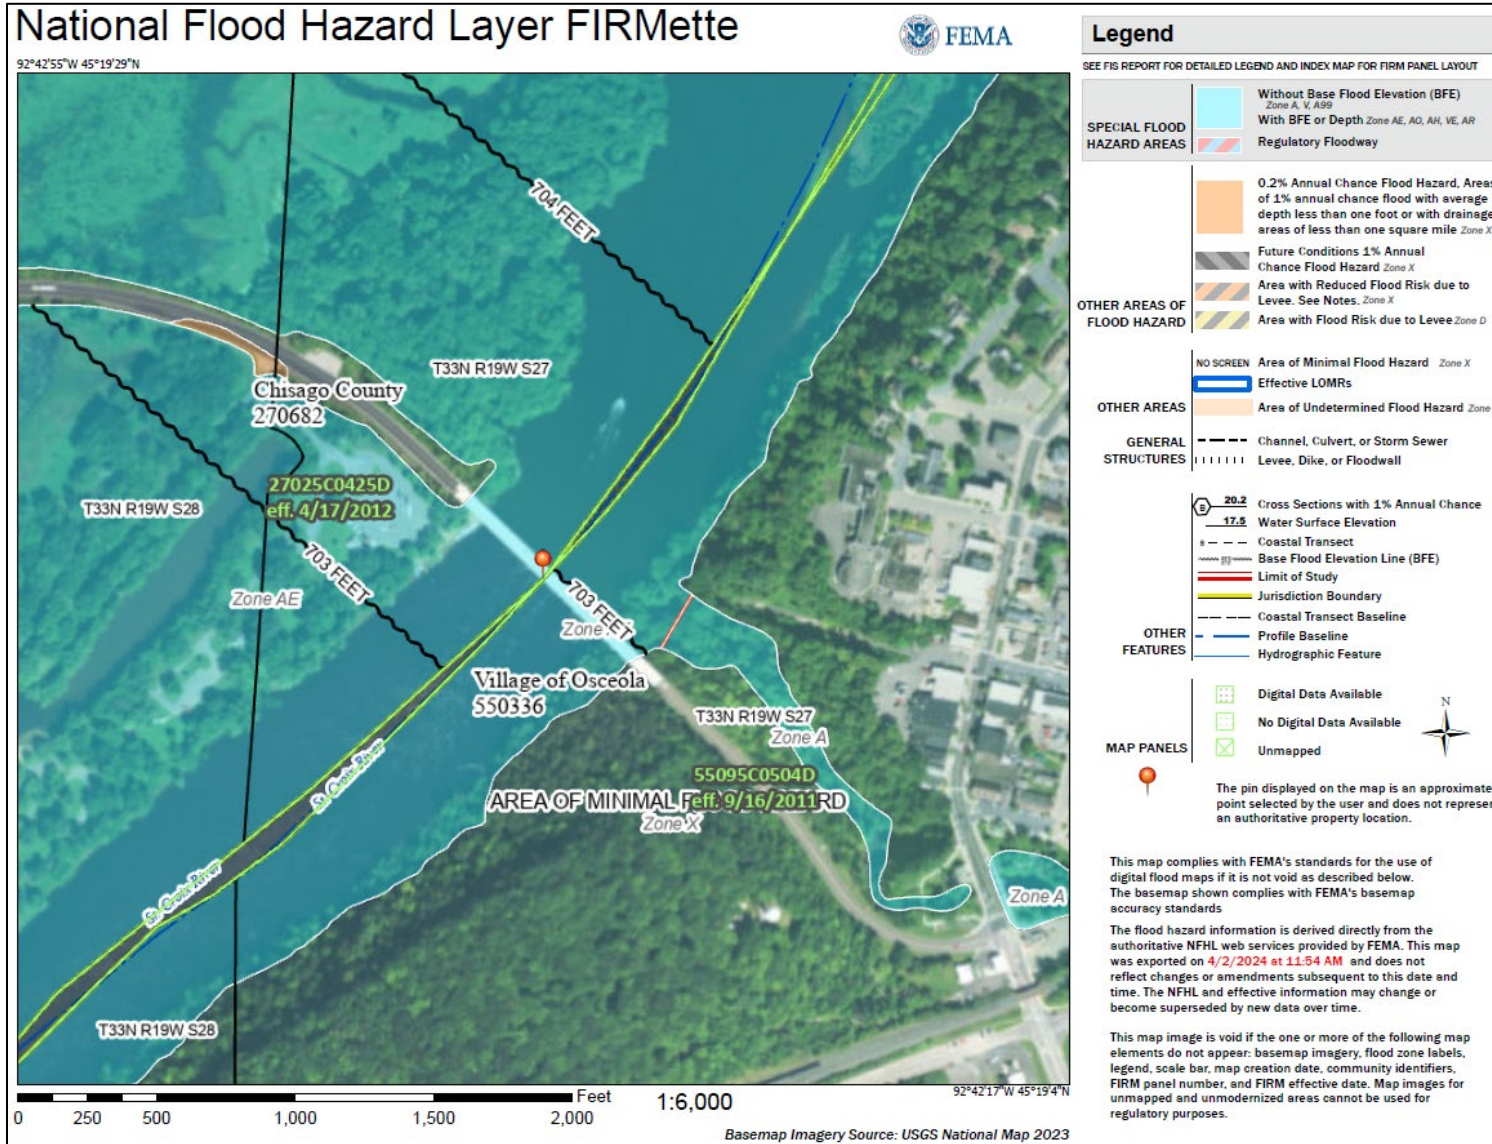 National Flood Hazard Layer FIRMette
FEMA
92°42'55"W 45°19'29"N
704 FEET
T33N R19W S27
Chisago County
270682
27025C0425D
eff. 4/17/2012
T33N R19W S28
703 FEET
Zone AE
703 FEET
Zone
Village of Osceola
550336
T33N R19W S27
Zone A
55095C0504D
eff. 9/16/2011
AREA OF MINIMAL F RD
Zone X
St. Croix River
St. Croix River
Zone A
T33N R19W S28
92°42'17"W 45°19'4"N
Feet
0 250 500 1,000 1,500 2,000
1:6,000
Basemap Imagery Source: USGS National Map 2023
Legend
SEE FIS REPORT FOR DETAILED LEGEND AND INDEX MAP FOR FIRM PANEL LAYOUT
SPECIAL FLOOD
HAZARD AREAS
Without Base Flood Elevation (BFE)
Zone A, V, A99
With BFE or Depth Zone AE, AO, AH, VE, AR
Regulatory Floodway
OTHER AREAS OF
FLOOD HAZARD
0.2% Annual Chance Flood Hazard, Areas
of 1% annual chance flood with average
depth less than one foot or with drainage
areas of less than one square mile Zone X
Future Conditions 1% Annual
Chance Flood Hazard Zone X
Area with Reduced Flood Risk due to
Levee. See Notes. Zone X
Area with Flood Risk due to Levee Zone D
OTHER AREAS
NO SCREEN Area of Minimal Flood Hazard Zone X
Effective LOMRs
Area of Undetermined Flood Hazard Zone
GENERAL
STRUCTURES
Channel, Culvert, or Storm Sewer
Levee, Dike, or Floodwall
OTHER
FEATURES
B 20.2 Cross Sections with 1% Annual Chance
17.5 Water Surface Elevation
8 Coastal Transect
Base Flood Elevation Line (BFE)
Limit of Study
Jurisdiction Boundary
Coastal Transect Baseline
Profile Baseline
Hydrographic Feature
MAP PANELS
Digital Data Available
No Digital Data Available
Unmapped
N
The pin displayed on the map is an approximate
point selected by the user and does not represen
an authoritative property location.
This map complies with FEMA's standards for the use of
digital flood maps if it is not void as described below.
The basemap shown complies with FEMA's basemap
accuracy standards
The flood hazard information is derived directly from the
authoritative NFHL web services provided by FEMA. This map
was exported on 4/2/2024 at 11:54 AM and does not
reflect changes or amendments subsequent to this date and
time. The NFHL and effective information may change or
become superseded by new data over time.
This map image is void if the one or more of the following map
elements do not appear: basemap imagery, flood zone labels,
legend, scale bar, map creation date, community identifiers,
FIRM panel number, and FIRM effective date. Map images for
unmapped and unmodernized areas cannot be used for
regulatory purposes.